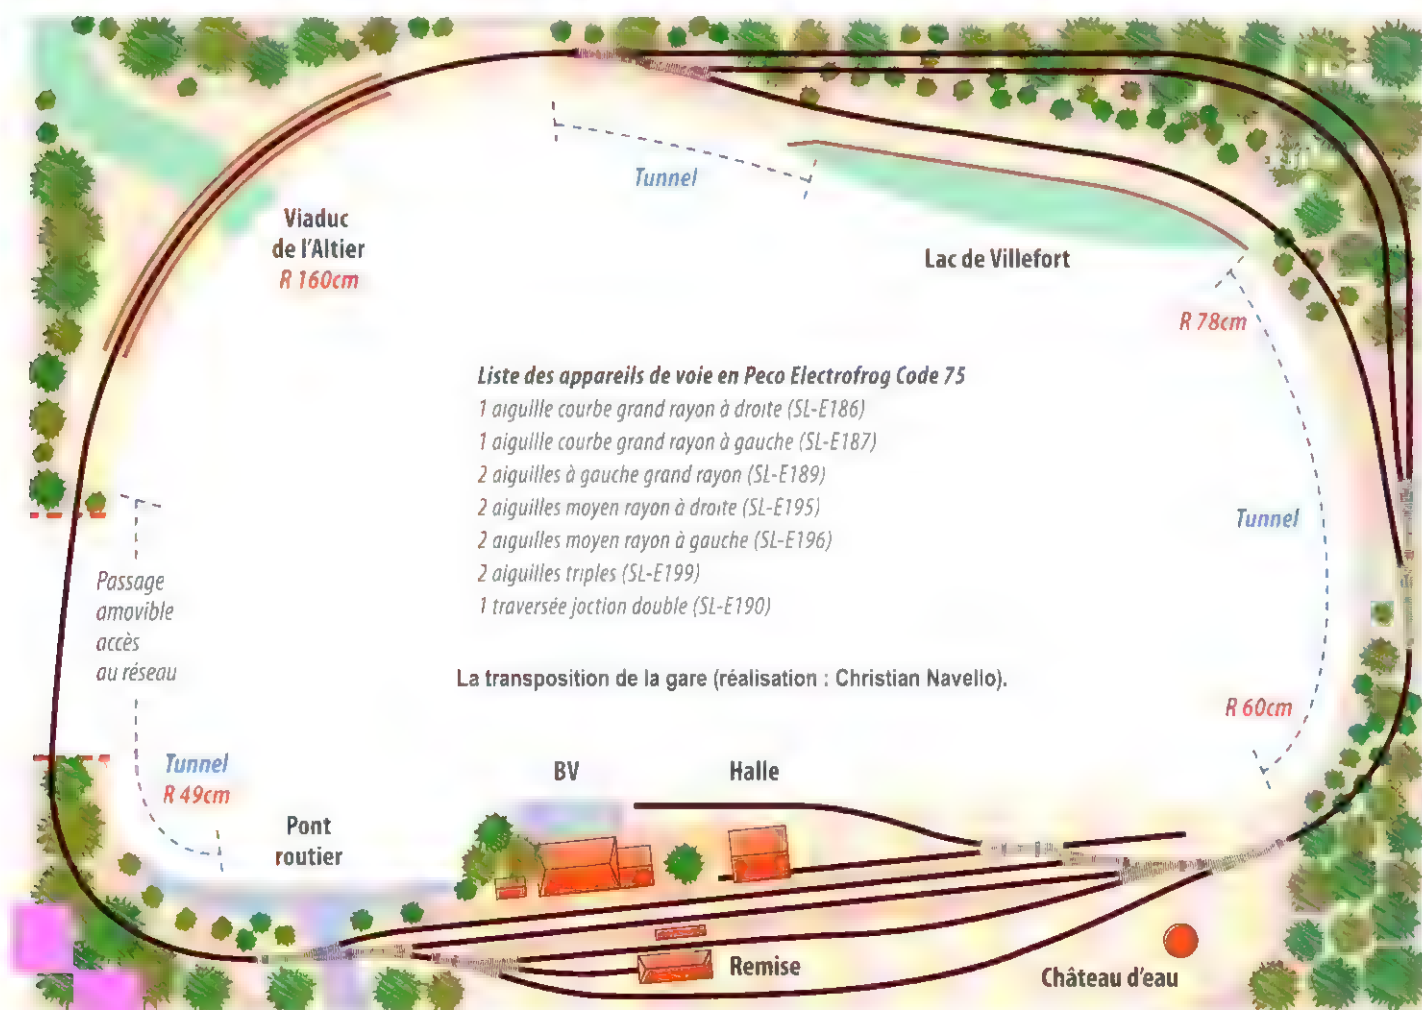 Tunnel
Viaduc
de l'Altier
R 160cm
Lac de Villefort
R 78cm
Liste des appareils de voie en Peco Electrofrog Code 75
1 aiguille courbe grand rayon à droite (SL-E186)
1 aiguille courbe grand rayon à gauche (SL-E187)
2 aiguilles à gauche grand rayon (SL-E189)
2 aiguilles moyen rayon à droite (SL-E195)
2 aiguilles moyen rayon à gauche (SL-E196)
2 aiguilles triples (SL-E199)
1 traversée joction double (SL-E190)
Tunnel
Passage
amovible
accès
au réseau
La transposition de la gare (réalisation : Christian Navello).
R 60cm
Tunnel
R 49cm
BV
Halle
Pont
routier
Remise
Château d'eau